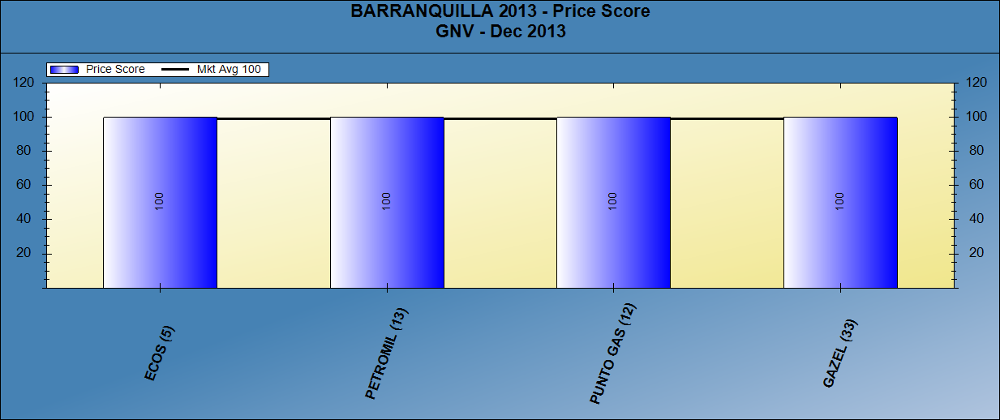 BARRANQUILLA 2013 - Price Score
GNV - Dec 2013
Price Score Mkt Avg 100
120 120
100 100
80 80
60 60
40 40
20 20
100 100 100 100
ECOS (5) PETROMIL (13) PUNTO GAS (12) GAZEL (33)